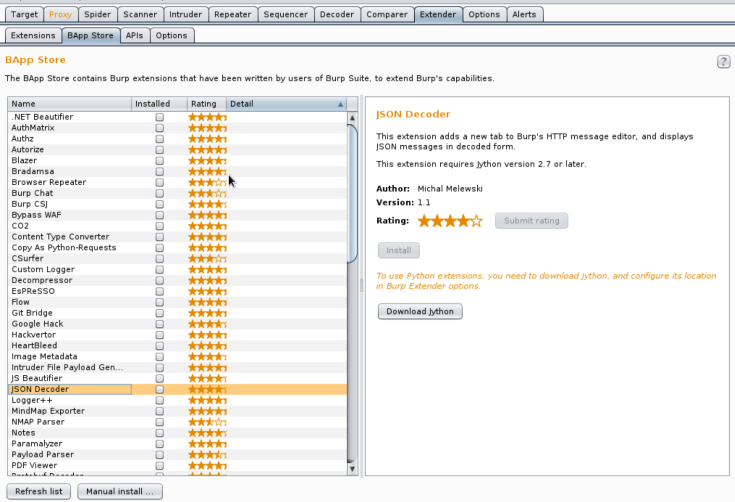 Target Proxy Spider Scanner Intruder Repeater Sequencer Decoder Comparer Extender Options Alerts
Extensions BApp Store APIs Options
BApp Store
?
The BApp Store contains Burp extensions that have been written by users of Burp Suite, to extend Burp's capabilities.
Name Installed Rating Detail
.NET Beautifier
AuthMatrix
Authz
Autorize
Blazer
Bradamsa
Browser Repeater
Burp Chat
Burp CSJ
Bypass WAF
CO2
Content Type Converter
Copy As Python-Requests
CSurfer
Custom Logger
Decompressor
EsPReSSO
Flow
Git Bridge
Google Hack
Hackvertor
HeartBleed
Image Metadata
Intruder File Payload Gen...
JS Beautifier
JSON Decoder
Logger++
MindMap Exporter
NMAP Parser
Notes
Paramalyzer
Payload Parser
PDF Viewer
JSON Decoder
This extension adds a new tab to Burp's HTTP message editor, and displays
JSON messages in decoded form.
This extension requires Jython version 2.7 or later.
Author: Michal Melewski
Version: 1.1
Rating: Submit rating
Install
To use Python extensions, you need to download Jython, and configure its location
in Burp Extender options.
Download Jython
Refresh list Manual install ...